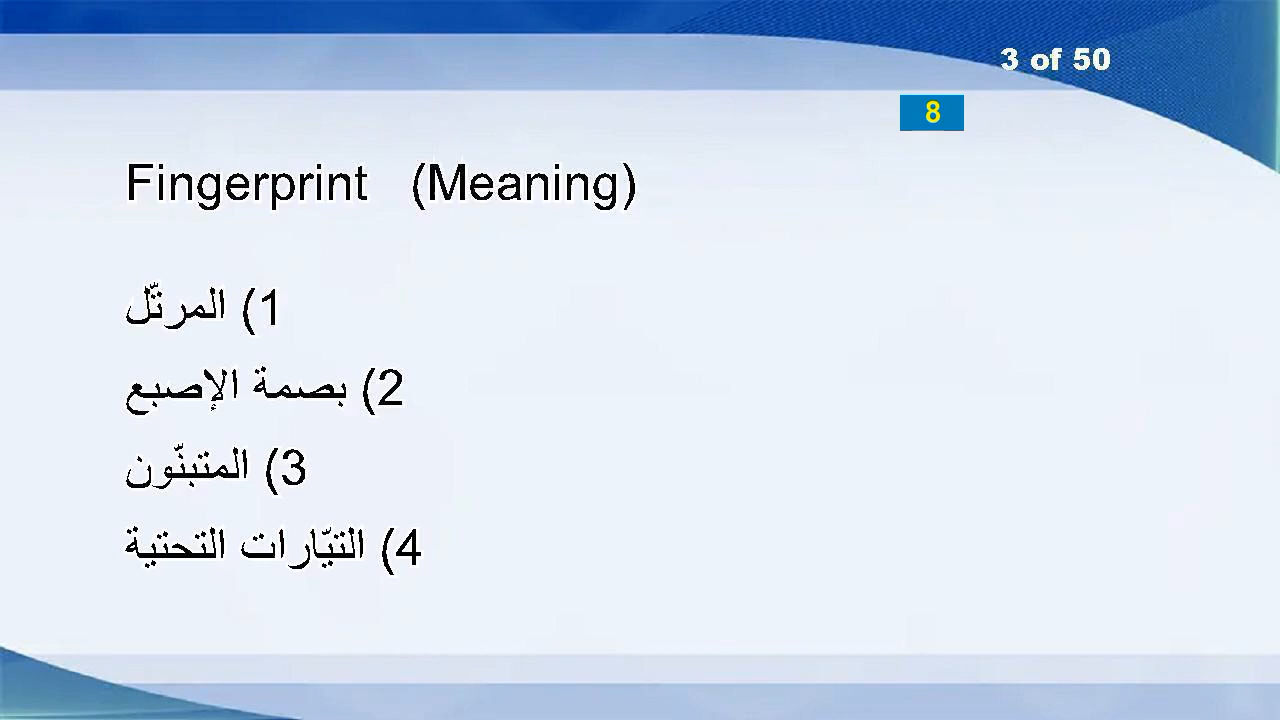 3 of 50
8
Fingerprint (Meaning)
1) المرتّل
2) بصمة الإصبع
3) المتبنّون
4) التيّارات التحتية